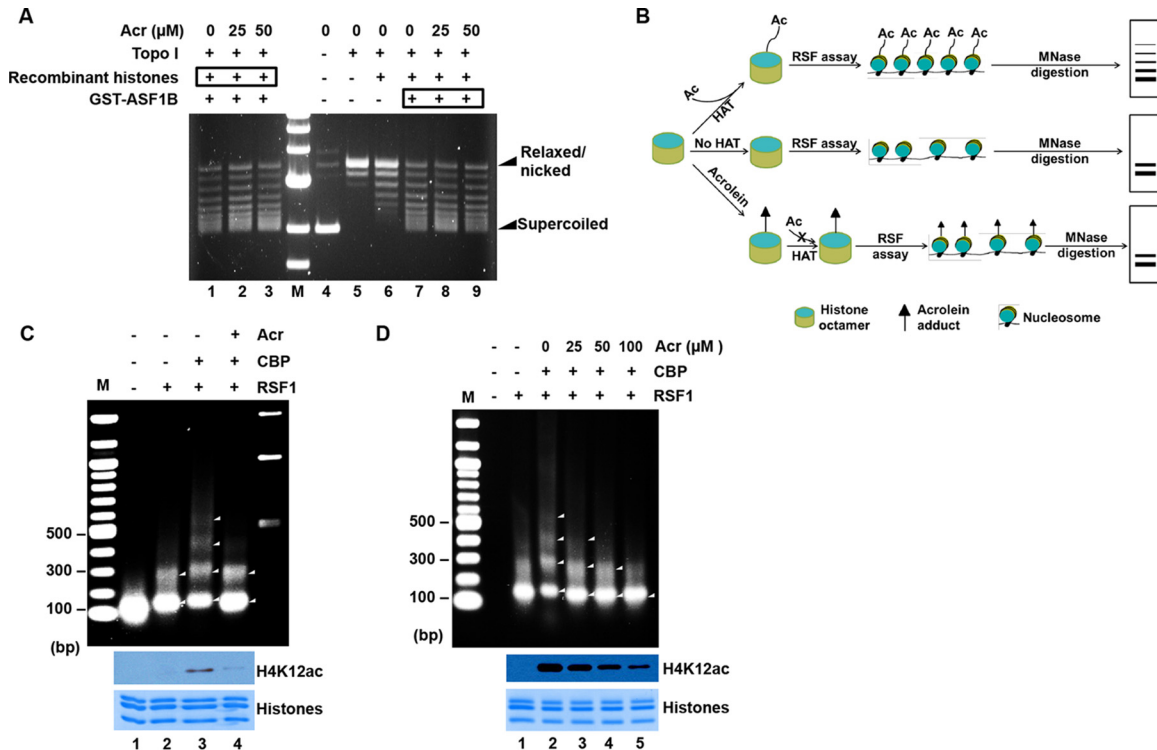 A
Acr (µM) 0 25 50 0 0 0 0 25 50
Topo I + + + - + + + + +
Recombinant histones + + + - - + + + +
GST-ASF1B + + + - - - + + +
Relaxed/
nicked
Supercoiled
1 2 3 M 4 5 6 7 8 9
B
Ac
Ac Ac Ac Ac Ac
RSF assay
MNase
digestion
Ac
HAT
No HAT
RSF assay
MNase
digestion
Acrolein
Ac
X
HAT
RSF
assay
MNase
digestion
Histone
octamer
Acrolein
adduct
Nucleosome
C
- - - + Acr
- - + + CBP
M - + + + RSF1
500
300
100
(bp)
H4K12ac
Histones
1 2 3 4
D
- - 0 25 50 100 Acr (µM )
- - + + + + CBP
M - + + + + + RSF1
500
300
100
(bp)
H4K12ac
Histones
1 2 3 4 5